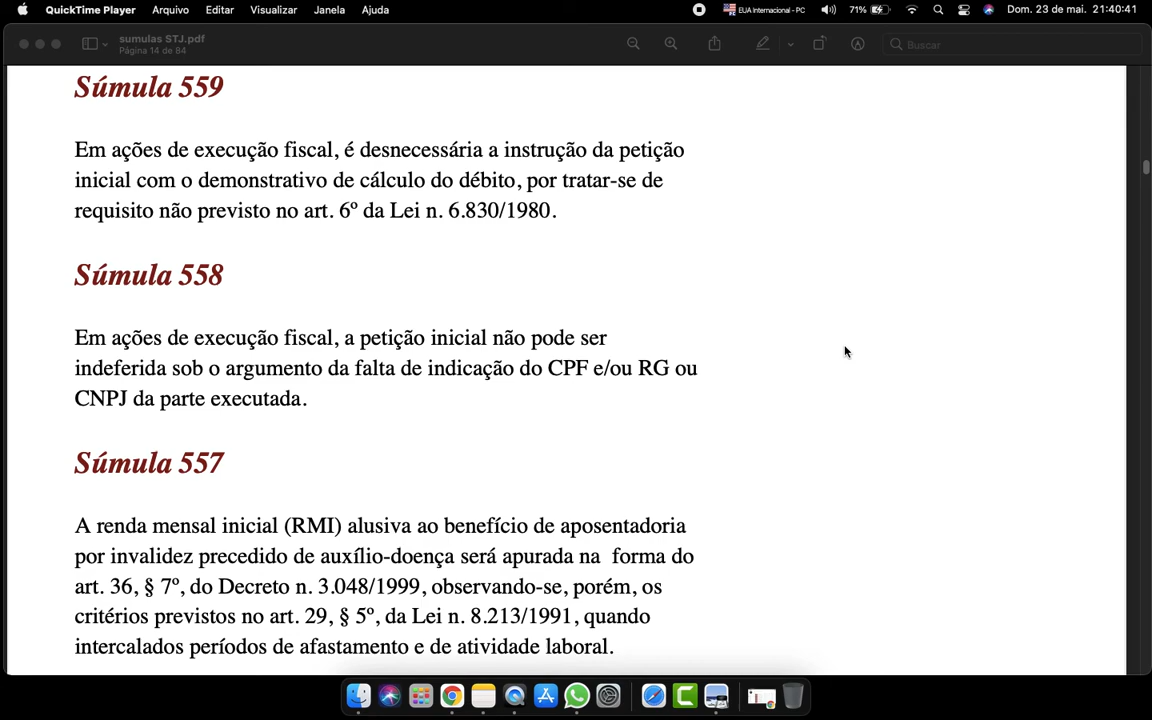 QuickTime Player Arquivo Editar Visualizar Janela Ajuda EUA Internacional - PC 71% Dom. 23 de mai. 21:40:41
sumulas STJ.pdf
Página 14 de 84
Buscar
Súmula 559
Em ações de execução fiscal, é desnecessária a instrução da petição
inicial com o demonstrativo de cálculo do débito, por tratar-se de
requisito não previsto no art. 6º da Lei n. 6.830/1980.
Súmula 558
Em ações de execução fiscal, a petição inicial não pode ser
indeferida sob o argumento da falta de indicação do CPF e/ou RG ou
CNPJ da parte executada.
Súmula 557
A renda mensal inicial (RMI) alusiva ao benefício de aposentadoria
por invalidez precedido de auxílio-doença será apurada na forma do
art. 36, § 7º, do Decreto n. 3.048/1999, observando-se, porém, os
critérios previstos no art. 29, § 5º, da Lei n. 8.213/1991, quando
intercalados períodos de afastamento e de atividade laboral.